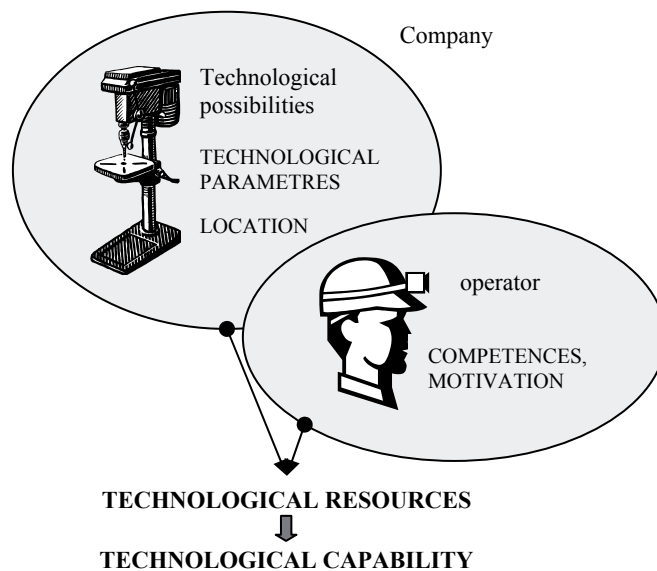 Company
Technological
possibilities
TECHNOLOGICAL
PARAMETRES
LOCATION
operator
COMPETENCES,
MOTIVATION
TECHNOLOGICAL RESOURCES
TECHNOLOGICAL CAPABILITY